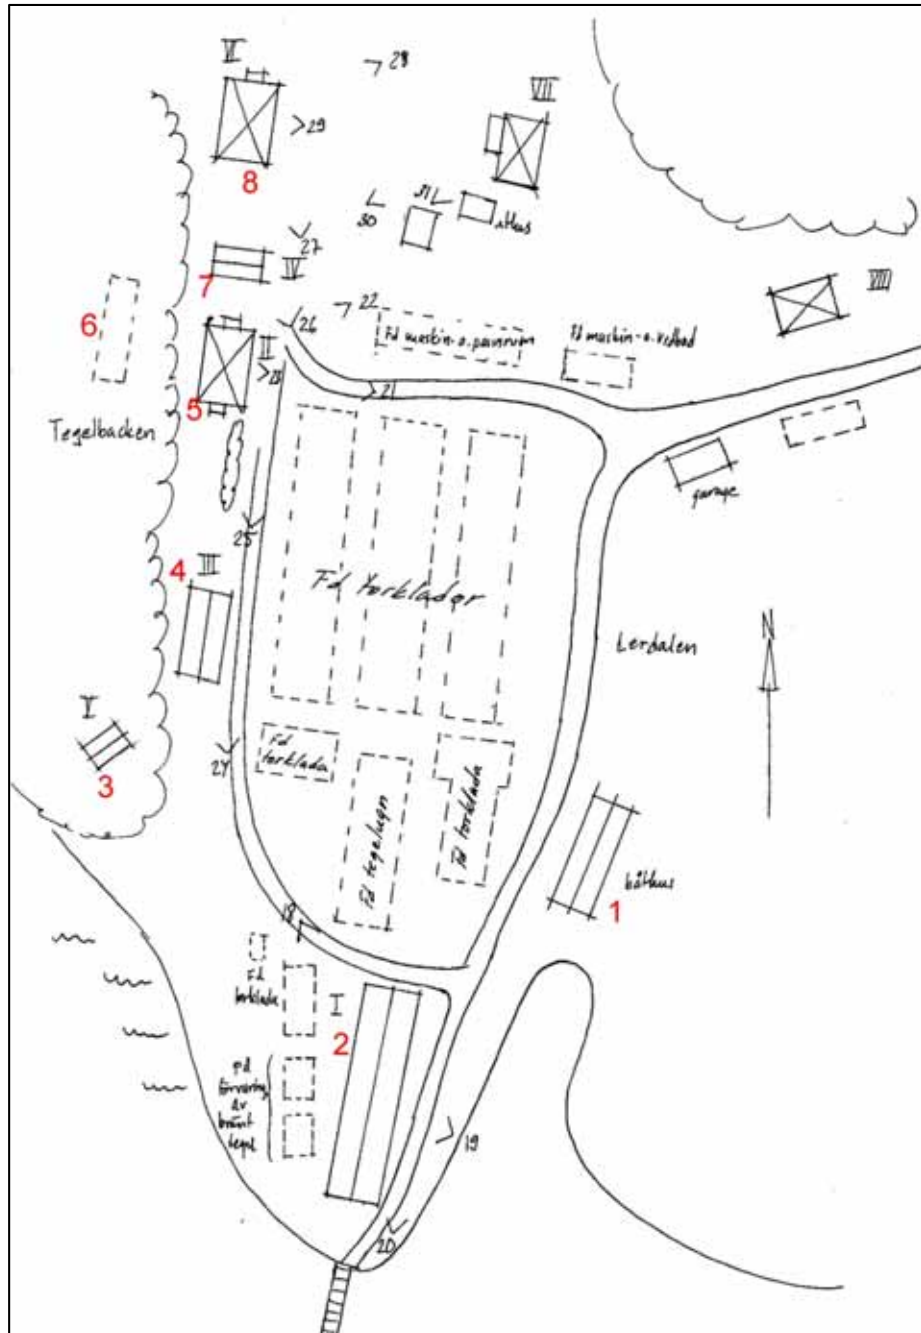 VI
28
VII
29
8
31
30
uthus
27
7
IV
VIII
6
22
26
Fd maskin-o. pannrum
Fd maskin-o. vedbod
II
23
21
5
Tegelbacken
garage
25
4
III
Fd torklador
N
Lerdalen
V
3
24
Fd
torklada
Fd tegelugn
Fd torklada
båthus
1
18
Fd
torklada
I
2
Fd
förvaring
av
bränt
tegel
19
20